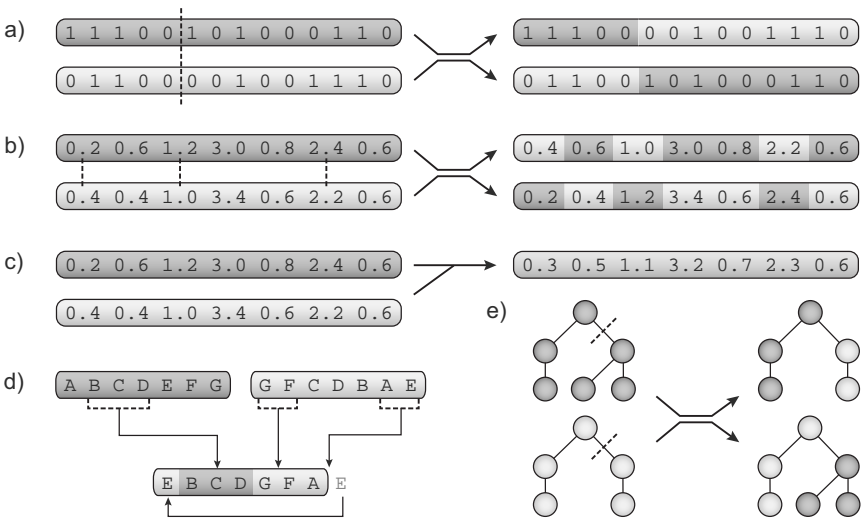 a)
1 1 1 0 0 1 0 1 0 0 0 1 1 0
1 1 1 0 0 0 0 1 0 0 1 1 1 0
0 1 1 0 0 0 0 1 0 0 1 1 1 0
0 1 1 0 0 1 0 1 0 0 0 1 1 0
b)
0.2 0.6 1.2 3.0 0.8 2.4 0.6
0.4 0.6 1.0 3.0 0.8 2.2 0.6
0.4 0.4 1.0 3.4 0.6 2.2 0.6
0.2 0.4 1.2 3.4 0.6 2.4 0.6
c)
0.2 0.6 1.2 3.0 0.8 2.4 0.6
0.3 0.5 1.1 3.2 0.7 2.3 0.6
0.4 0.4 1.0 3.4 0.6 2.2 0.6
e)
d)
A B C D E F G
G F C D B A E
E B C D G F A E